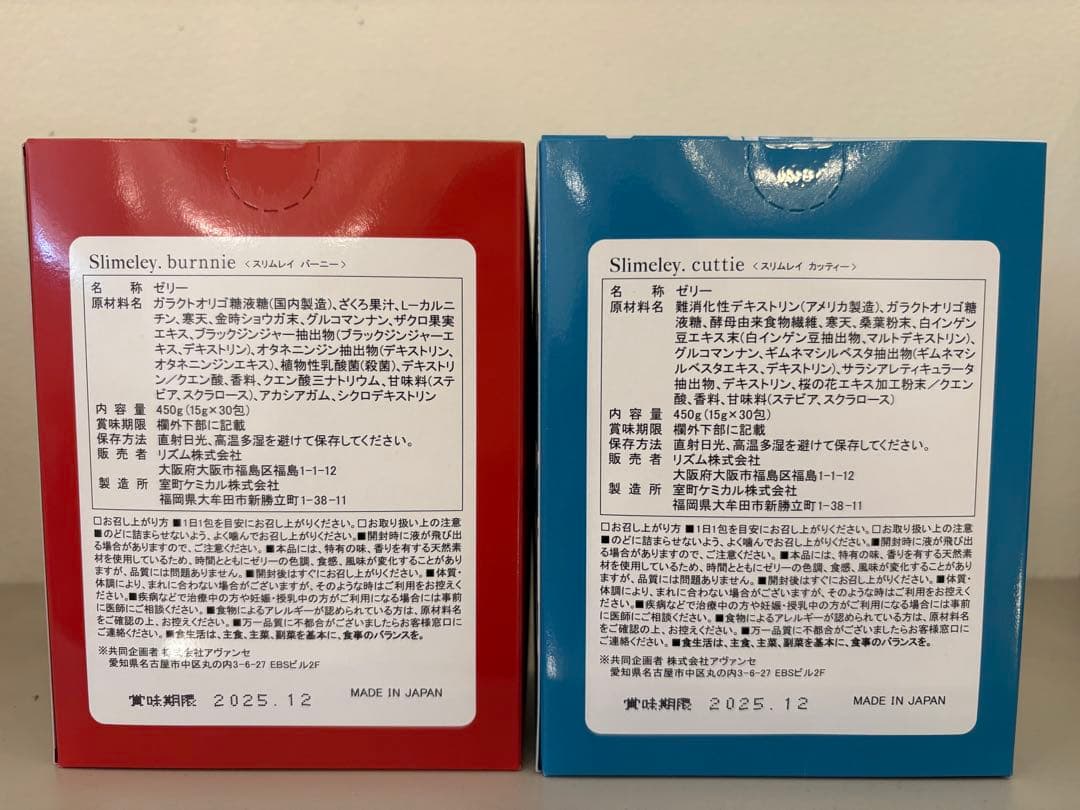 Slimeley. burnnie <スリムレイ バーニー>
名 称 ゼリー
原材料名 ガラクトオリゴ糖液糖(国内製造)、ざくろ果汁、L-カルニ
チン、寒天、金時ショウガ末、グルコマンナン、ザクロ果実
エキス、ブラックジンジャー抽出物(ブラックジンジャーエ
キス、デキストリン)、オタネニンジン抽出物(デキストリン、
オタネニンジンエキス)、植物性乳酸菌(殺菌)、デキストリ
ン/クエン酸、香料、クエン酸三ナトリウム、甘味料(ステ
ビア、スクラロース)、アカシアガム、シクロデキストリン
内 容 量 450g(15g×30包)
賞味期限 欄外下部に記載
保存方法 直射日光、高温多湿を避けて保存してください。
販 売 者 リズム株式会社
大阪府大阪市福島区福島1-1-12
製 造 所 室町ケミカル株式会社
福岡県大牟田市新勝立町1-38-11
□お召し上がり方 ■1日1包を目安にお召し上がりください。□お取り扱い上の注意
■のどに詰まらせないよう、よく噛んでお召し上がりください。■開封時に液が飛び出
る場合がありますので、ご注意ください。■本品には、特有の味、香りを有する天然素
材を使用しているため、時間とともにゼリーの色調、食感、風味が変化することがあり
ますが、品質には問題ありません。■開封後はすぐにお召し上がりください。■体質・
体調により、まれに合わない場合がございますが、そのような時はご利用をお控えくだ
さい。■疾病などで治療中の方や妊娠・授乳中の方がご利用になる場合には事前
に医師にご相談ください。■食物によるアレルギーが認められている方は、原材料名
をご確認の上、お控えください。■万一品質に不都合がございましたらお客様窓口に
ご連絡ください。■食生活は、主食、主菜、副菜を基本に、食事のバランスを。
※共同企画者 株式会社アヴァンセ
愛知県名古屋市中区丸の内3-6-27 EBSビル2F
賞味期限 2025.12 MADE IN JAPAN
Slimeley. cuttie <スリムレイ カッティー>
名 称 ゼリー
原材料名 難消化性デキストリン(アメリカ製造)、ガラクトオリゴ糖
液糖、酵母由来食物繊維、寒天、桑葉粉末、白インゲン
豆エキス末(白インゲン豆抽出物、マルトデキストリン)、
グルコマンナン、ギムネマシルベスタ抽出物(ギムネマシ
ルベスタエキス、デキストリン)、サラシアレティキュラータ
抽出物、デキストリン、桜の花エキス加工粉末/クエン
酸、香料、甘味料(ステビア、スクラロース)
内 容 量 450g(15g×30包)
賞味期限 欄外下部に記載
保存方法 直射日光、高温多湿を避けて保存してください。
販 売 者 リズム株式会社
大阪府大阪市福島区福島1-1-12
製 造 所 室町ケミカル株式会社
福岡県大牟田市新勝立町1-38-11
□お召し上がり方 ■1日1包を目安にお召し上がりください。□お取り扱い上の注意
■のどに詰まらせないよう、よく噛んでお召し上がりください。■開封時に液が飛び出
る場合がありますので、ご注意ください。■本品には、特有の味、香りを有する天然素
材を使用しているため、時間とともにゼリーの色調、食感、風味が変化することがあり
ますが、品質には問題ありません。■開封後はすぐにお召し上がりください。■体質・
体調により、まれに合わない場合がございますが、そのような時はご利用をお控えくだ
さい。■疾病などで治療中の方や妊娠・授乳中の方がご利用になる場合には事前
に医師にご相談ください。■食物によるアレルギーが認められている方は、原材料名
をご確認の上、お控えください。■万一品質に不都合がございましたらお客様窓口に
ご連絡ください。■食生活は、主食、主菜、副菜を基本に、食事のバランスを。
※共同企画者 株式会社アヴァンセ
愛知県名古屋市中区丸の内3-6-27 EBSビル2F
賞味期限 2025.12 MADE IN JAPAN